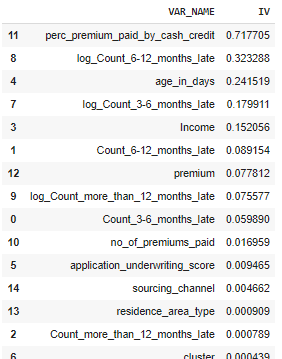 VAR_NAME IV
11 perc_premium_paid_by_cash_credit 0.717705
8 log_Count_6-12_months_late 0.323288
4 age_in_days 0.241519
7 log_Count_3-6_months_late 0.179911
3 Income 0.152056
1 Count_6-12_months_late 0.089154
12 premium 0.077812
9 log_Count_more_than_12_months_late 0.075577
0 Count_3-6_months_late 0.059890
10 no_of_premiums_paid 0.016959
5 application_underwriting_score 0.009465
14 sourcing_channel 0.004662
13 residence_area_type 0.000909
2 Count_more_than_12_months_late 0.000789
6 cluster 0.000439